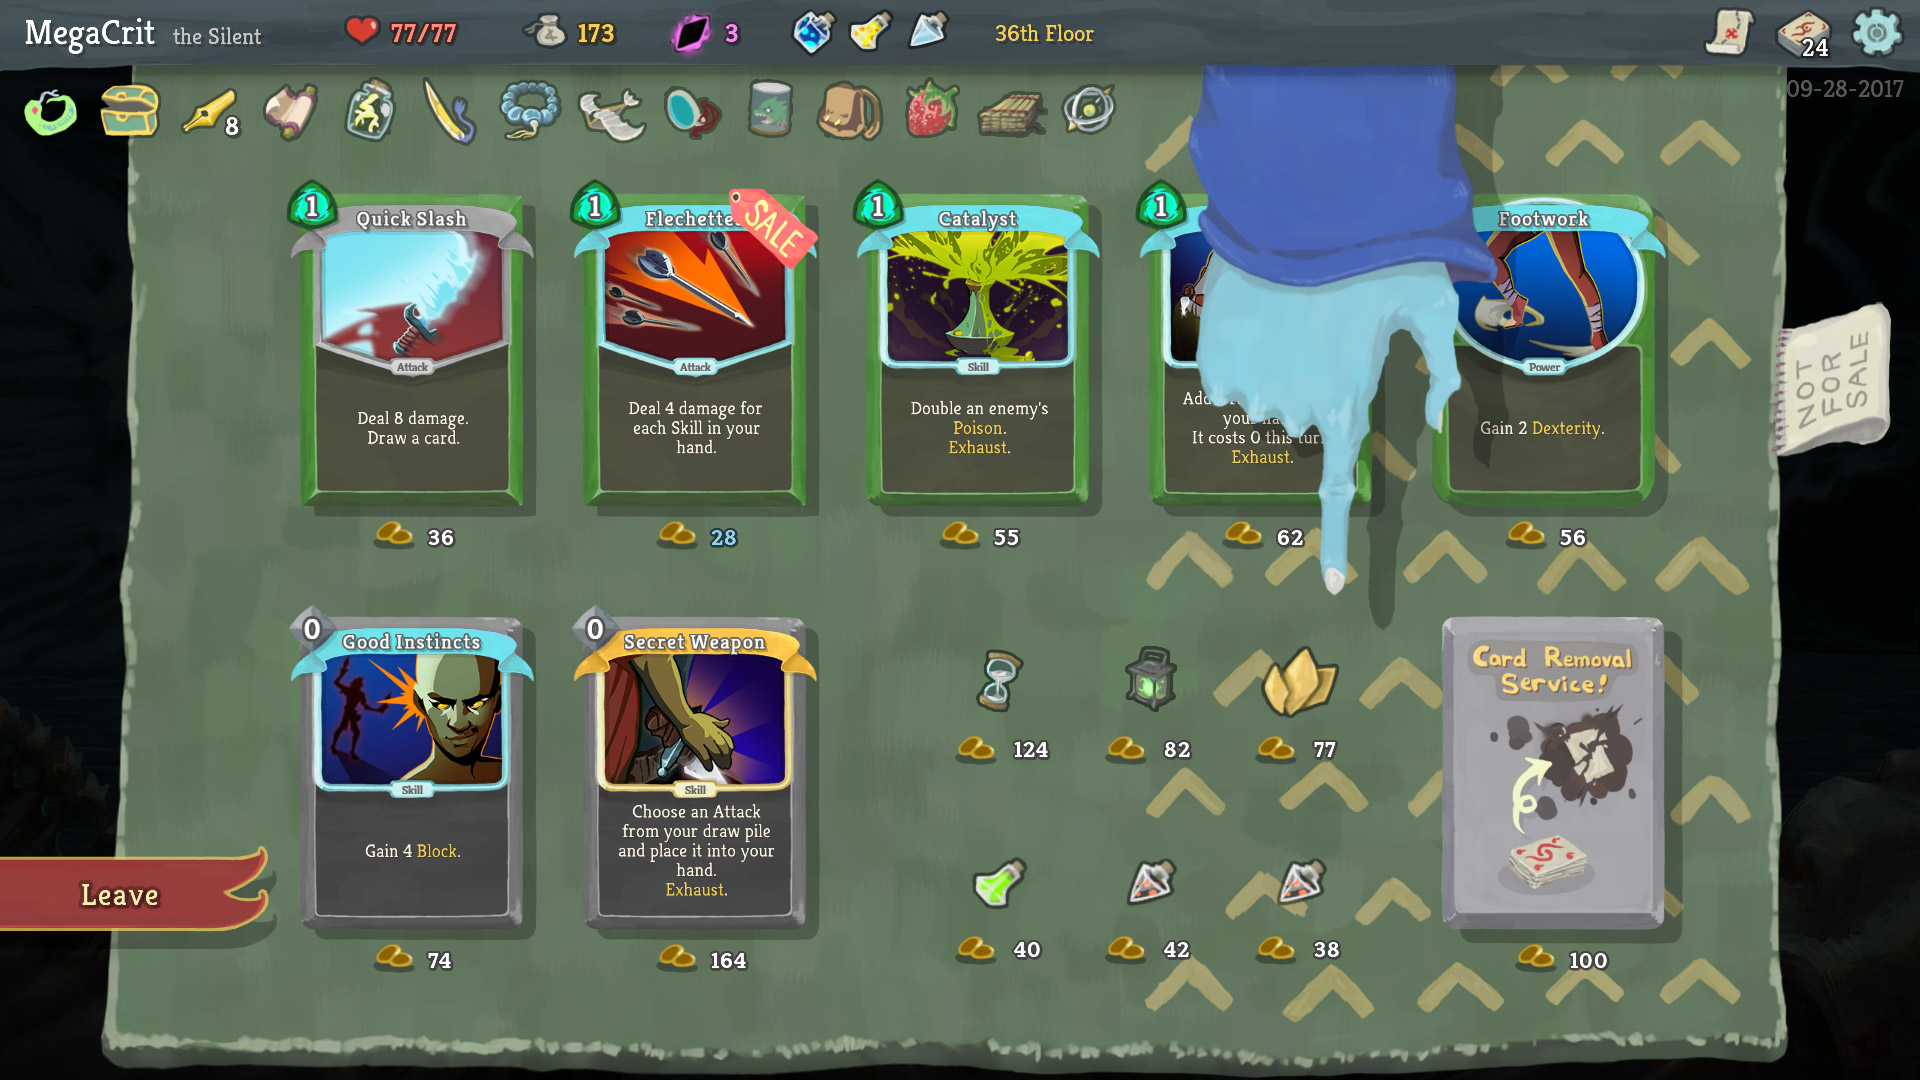 MegaCrit the Silent 77/77 173 3 36th Floor 24
09-28-2017
8
1 Quick Slash
Attack
Deal 8 damage.
Draw a card.
36
1 Flechettes
SALE
Attack
Deal 4 damage for
each Skill in your
hand.
28
1 Catalyst
Skill
Double an enemy's
Poison.
Exhaust.
55
1
Add
your
It costs 0 this turn
Exhaust.
62
Footwork
Power
Gain 2 Dexterity.
56
NOT
FOR
SALE
0 Good Instincts
Skill
Gain 4 Block.
74
0 Secret Weapon
Skill
Choose an Attack
from your draw pile
and place it into your
hand.
Exhaust.
164
124 82 77
40 42 38
Card Removal
Service!
100
Leave